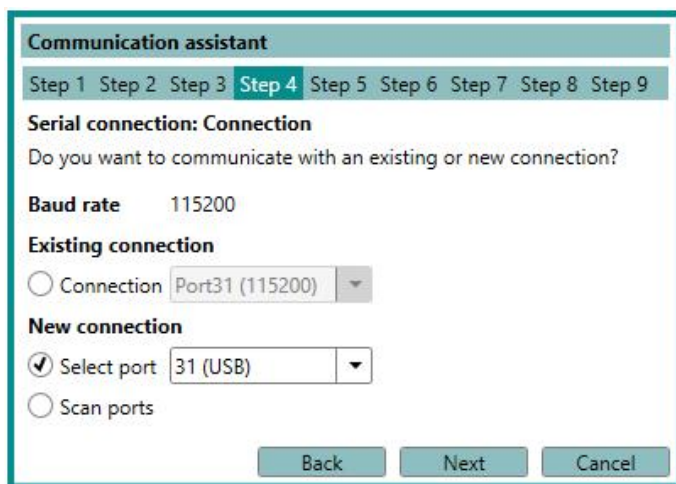 Communication assistant
Step 1 Step 2 Step 3 Step 4 Step 5 Step 6 Step 7 Step 8 Step 9
Serial connection: Connection
Do you want to communicate with an existing or new connection?
Baud rate 115200
Existing connection
Connection Port31 (115200)
New connection
Select port 31 (USB)
Scan ports
Back Next Cancel